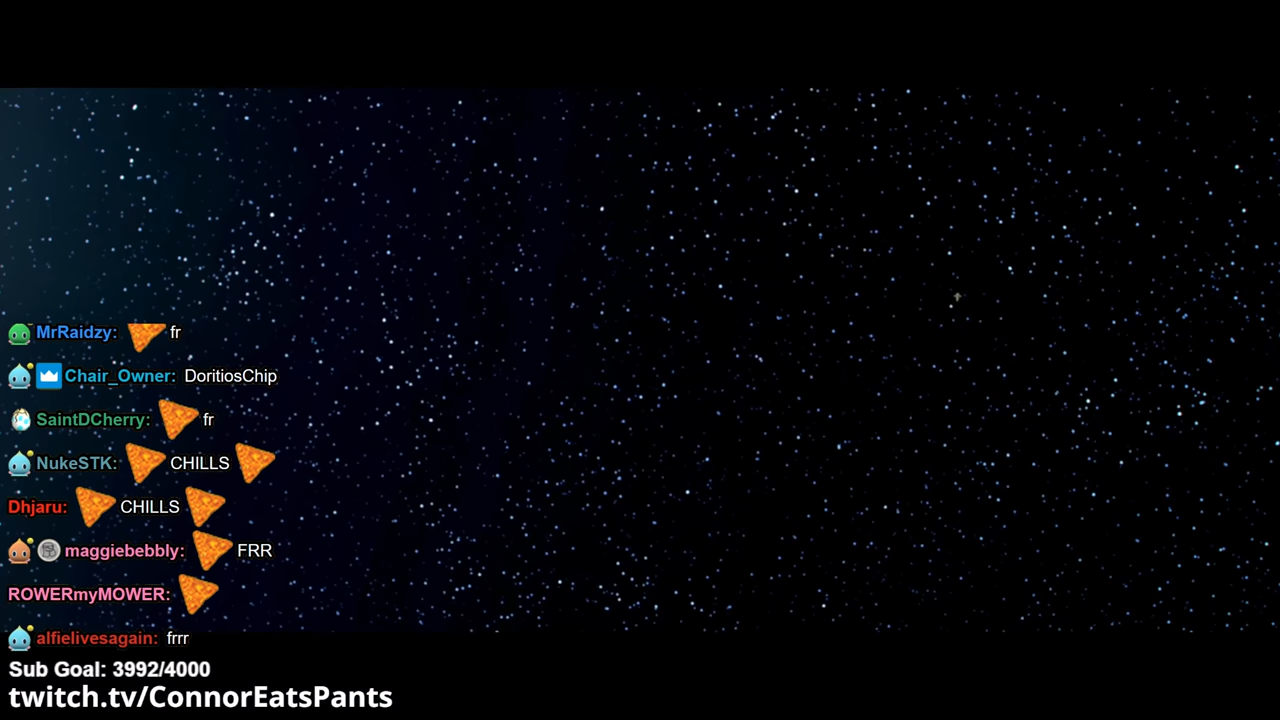 MrRaidzy: fr
Chair_Owner: DoritiosChip
SaintDCherry: fr
NukeSTK: CHILLS
Dhjaru: CHILLS
maggiebebbly: FRR
ROWERmyMOWER:
alfielivesagain: frrr
Sub Goal: 3992/4000
twitch.tv/ConnorEatsPants